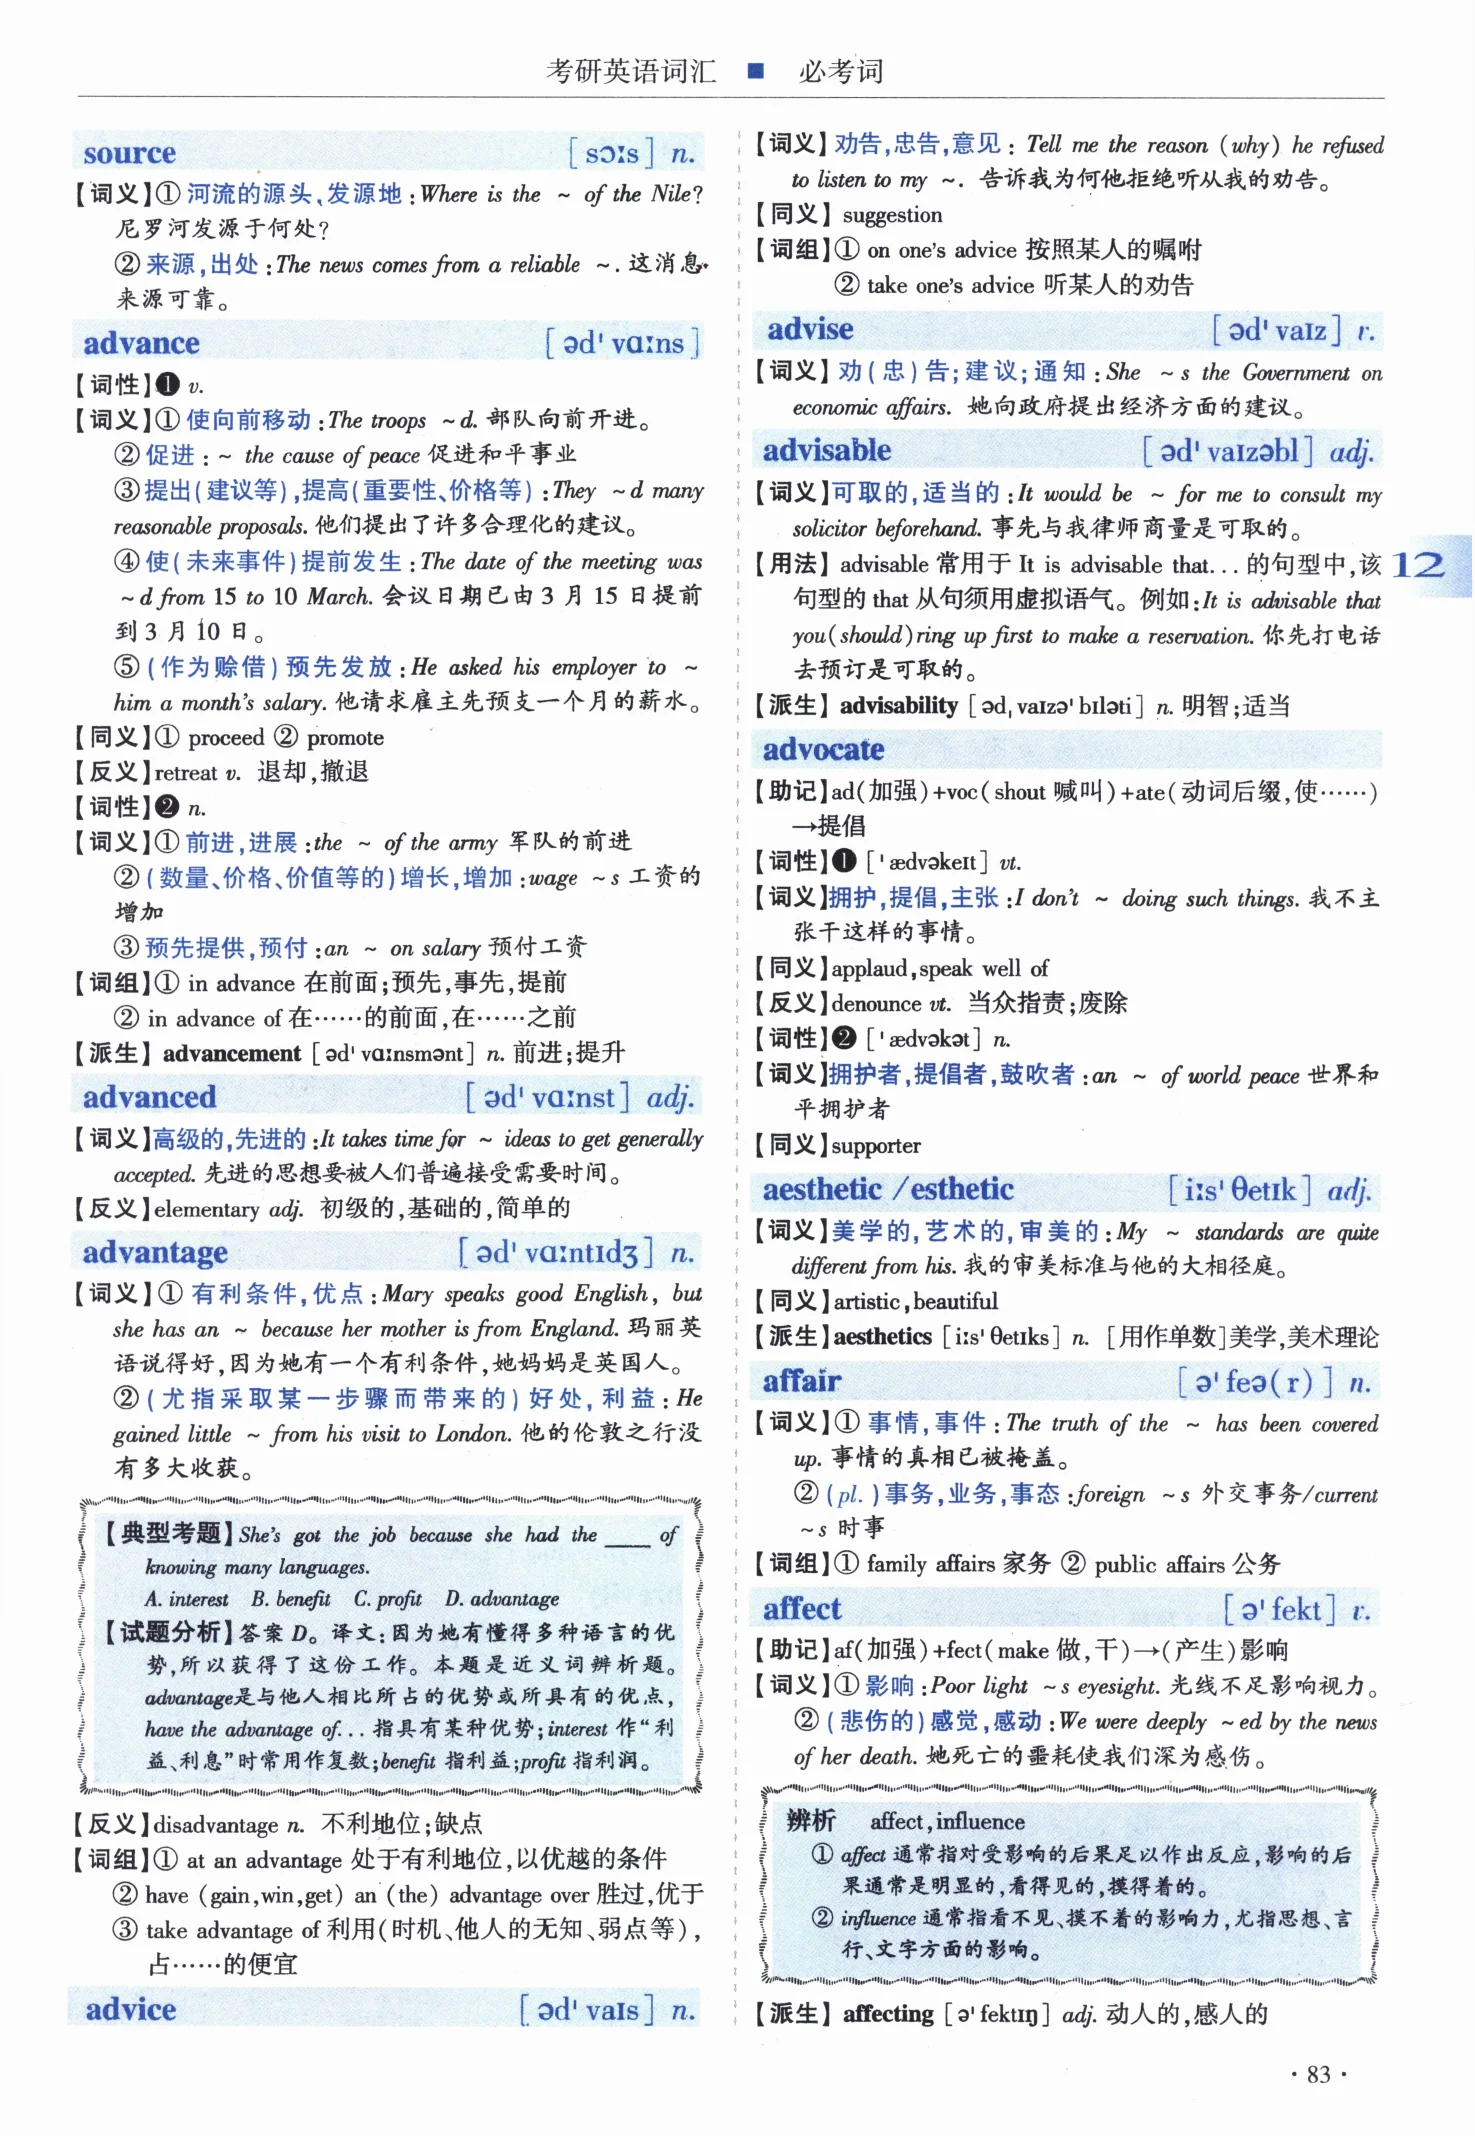 考研英语词汇 ■ 必考词
source [sɔːs] n.
【词义】①河流的源头、发源地:Where is the ~ of the Nile?
尼罗河发源于何处?
②来源,出处:The news comes from a reliable ~. 这消息
来源可靠。
advance [əd'vɑːns]
【词性】❶ v.
【词义】①使向前移动:The troops ~d. 部队向前开进。
②促进: ~ the cause of peace 促进和平事业
③提出(建议等),提高(重要性、价格等):They ~d many
reasonable proposals. 他们提出了许多合理化的建议。
④使(未来事件)提前发生:The date of the meeting was
~d from 15 to 10 March. 会议日期已由3月15日提前
到3月10日。
⑤(作为赊借)预先发放:He asked his employer to ~
him a month's salary. 他请求雇主先预支一个月的薪水。
【同义】① proceed ② promote
【反义】retreat v. 退却,撤退
【词性】❷ n.
【词义】①前进,进展:the ~ of the army 军队的前进
②(数量、价格、价值等的)增长,增加:wage ~s 工资的
增加
③预先提供,预付:an ~ on salary 预付工资
【词组】① in advance 在前面;预先,事先,提前
② in advance of 在……的前面,在……之前
【派生】 advancement [əd'vɑːnsmənt] n. 前进;提升
advanced [əd'vɑːnst] adj.
【词义】高级的,先进的:It takes time for ~ ideas to get generally
accepted. 先进的思想要被人们普遍接受需要时间。
【反义】elementary adj. 初级的,基础的,简单的
advantage [əd'vɑːntɪdʒ] n.
【词义】①有利条件,优点:Mary speaks good English, but
she has an ~ because her mother is from England. 玛丽英
语说得好,因为她有一个有利条件,她妈妈是英国人。
②(尤指采取某一步骤而带来的)好处,利益:He
gained little ~ from his visit to London. 他的伦敦之行没
有多大收获。
【典型考题】She's got the job because she had the ____ of
knowing many languages.
A. interest B. benefit C. profit D. advantage
【试题分析】答案D。译文:因为她有懂得多种语言的优
势,所以获得了这份工作。本题是近义词辨析题。
advantage是与他人相比所占的优势或所具有的优点,
have the advantage of... 指具有某种优势;interest 作“利
益、利息”时常用作复数;benefit 指利益;profit 指利润。
【反义】disadvantage n. 不利地位;缺点
【词组】① at an advantage 处于有利地位,以优越的条件
② have (gain,win,get) an (the) advantage over 胜过,优于
③ take advantage of 利用(时机、他人的无知、弱点等),
占……的便宜
advice [əd'vaɪs] n.
【词义】劝告,忠告,意见: Tell me the reason (why) he refused
to listen to my ~. 告诉我为何他拒绝听从我的劝告。
【同义】 suggestion
【词组】① on one's advice 按照某人的嘱咐
② take one's advice 听某人的劝告
advise [əd'vaɪz] v.
【词义】劝(忠)告;建议;通知:She ~s the Government on
economic affairs. 她向政府提出经济方面的建议。
advisable [əd'vaɪzəbl] adj.
【词义】可取的,适当的:It would be ~ for me to consult my
solicitor beforehand. 事先与我律师商量是可取的。
【用法】 advisable 常用于 It is advisable that... 的句型中,该
句型的 that 从句须用虚拟语气。例如:It is advisable that
you(should)ring up first to make a reservation. 你先打电话
去预订是可取的。
【派生】 advisability [ədˌvaɪzə'bɪləti] n. 明智;适当
advocate
【助记】ad(加强)+voc(shout 喊叫)+ate(动词后缀,使……)
→提倡
【词性】❶ ['ædvəkeɪt] vt.
【词义】拥护,提倡,主张:I don't ~ doing such things. 我不主
张干这样的事情。
【同义】applaud,speak well of
【反义】denounce vt. 当众指责;废除
【词性】❷ ['ædvəkət] n.
【词义】拥护者,提倡者,鼓吹者:an ~ of world peace 世界和
平拥护者
【同义】supporter
aesthetic /esthetic [iːs'θetɪk] adj.
【词义】美学的,艺术的,审美的:My ~ standards are quite
different from his. 我的审美标准与他的大相径庭。
【同义】artistic,beautiful
【派生】aesthetics [iːs'θetɪks] n. [用作单数]美学,美术理论
affair [ə'feə(r)] n.
【词义】①事情,事件:The truth of the ~ has been covered
up. 事情的真相已被掩盖。
②(pl.)事务,业务,事态:foreign ~s 外交事务/current
~s 时事
【词组】① family affairs 家务 ② public affairs 公务
affect [ə'fekt] v.
【助记】af(加强)+fect(make 做,干)→(产生)影响
【词义】①影响:Poor light ~s eyesight. 光线不足影响视力。
②(悲伤的)感觉,感动:We were deeply ~ed by the news
of her death. 她死亡的噩耗使我们深为感伤。
辨析 affect,influence
① affect 通常指对受影响的后果足以作出反应,影响的后
果通常是明显的,看得见的,摸得着的。
② influence 通常指看不见、摸不着的影响力,尤指思想、言
行、文字方面的影响。
【派生】 affecting [ə'fektɪŋ] adj. 动人的,感人的
12
·83·